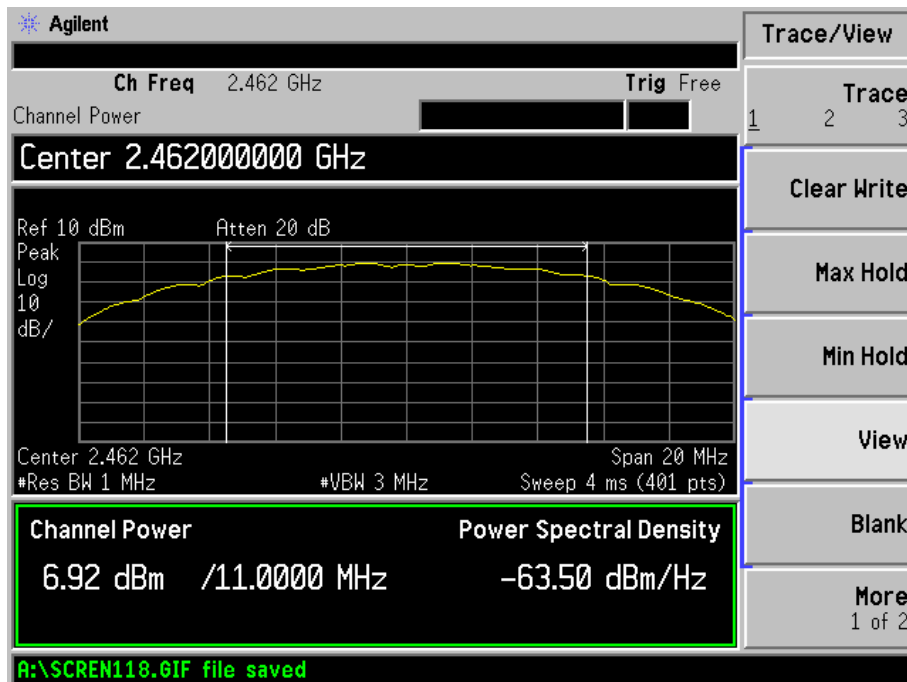 Agilent
Ch Freq 2.462 GHz Trig Free
Channel Power
Center 2.462000000 GHz
Ref 10 dBm Atten 20 dB
Peak
Log
10
dB/
Center 2.462 GHz Span 20 MHz
#Res BW 1 MHz #VBW 3 MHz Sweep 4 ms (401 pts)
Channel Power Power Spectral Density
6.92 dBm /11.0000 MHz -63.50 dBm/Hz
A:\SCREN118.GIF file saved
Trace/View
Trace
1 2 3
Clear Write
Max Hold
Min Hold
View
Blank
More
1 of 2